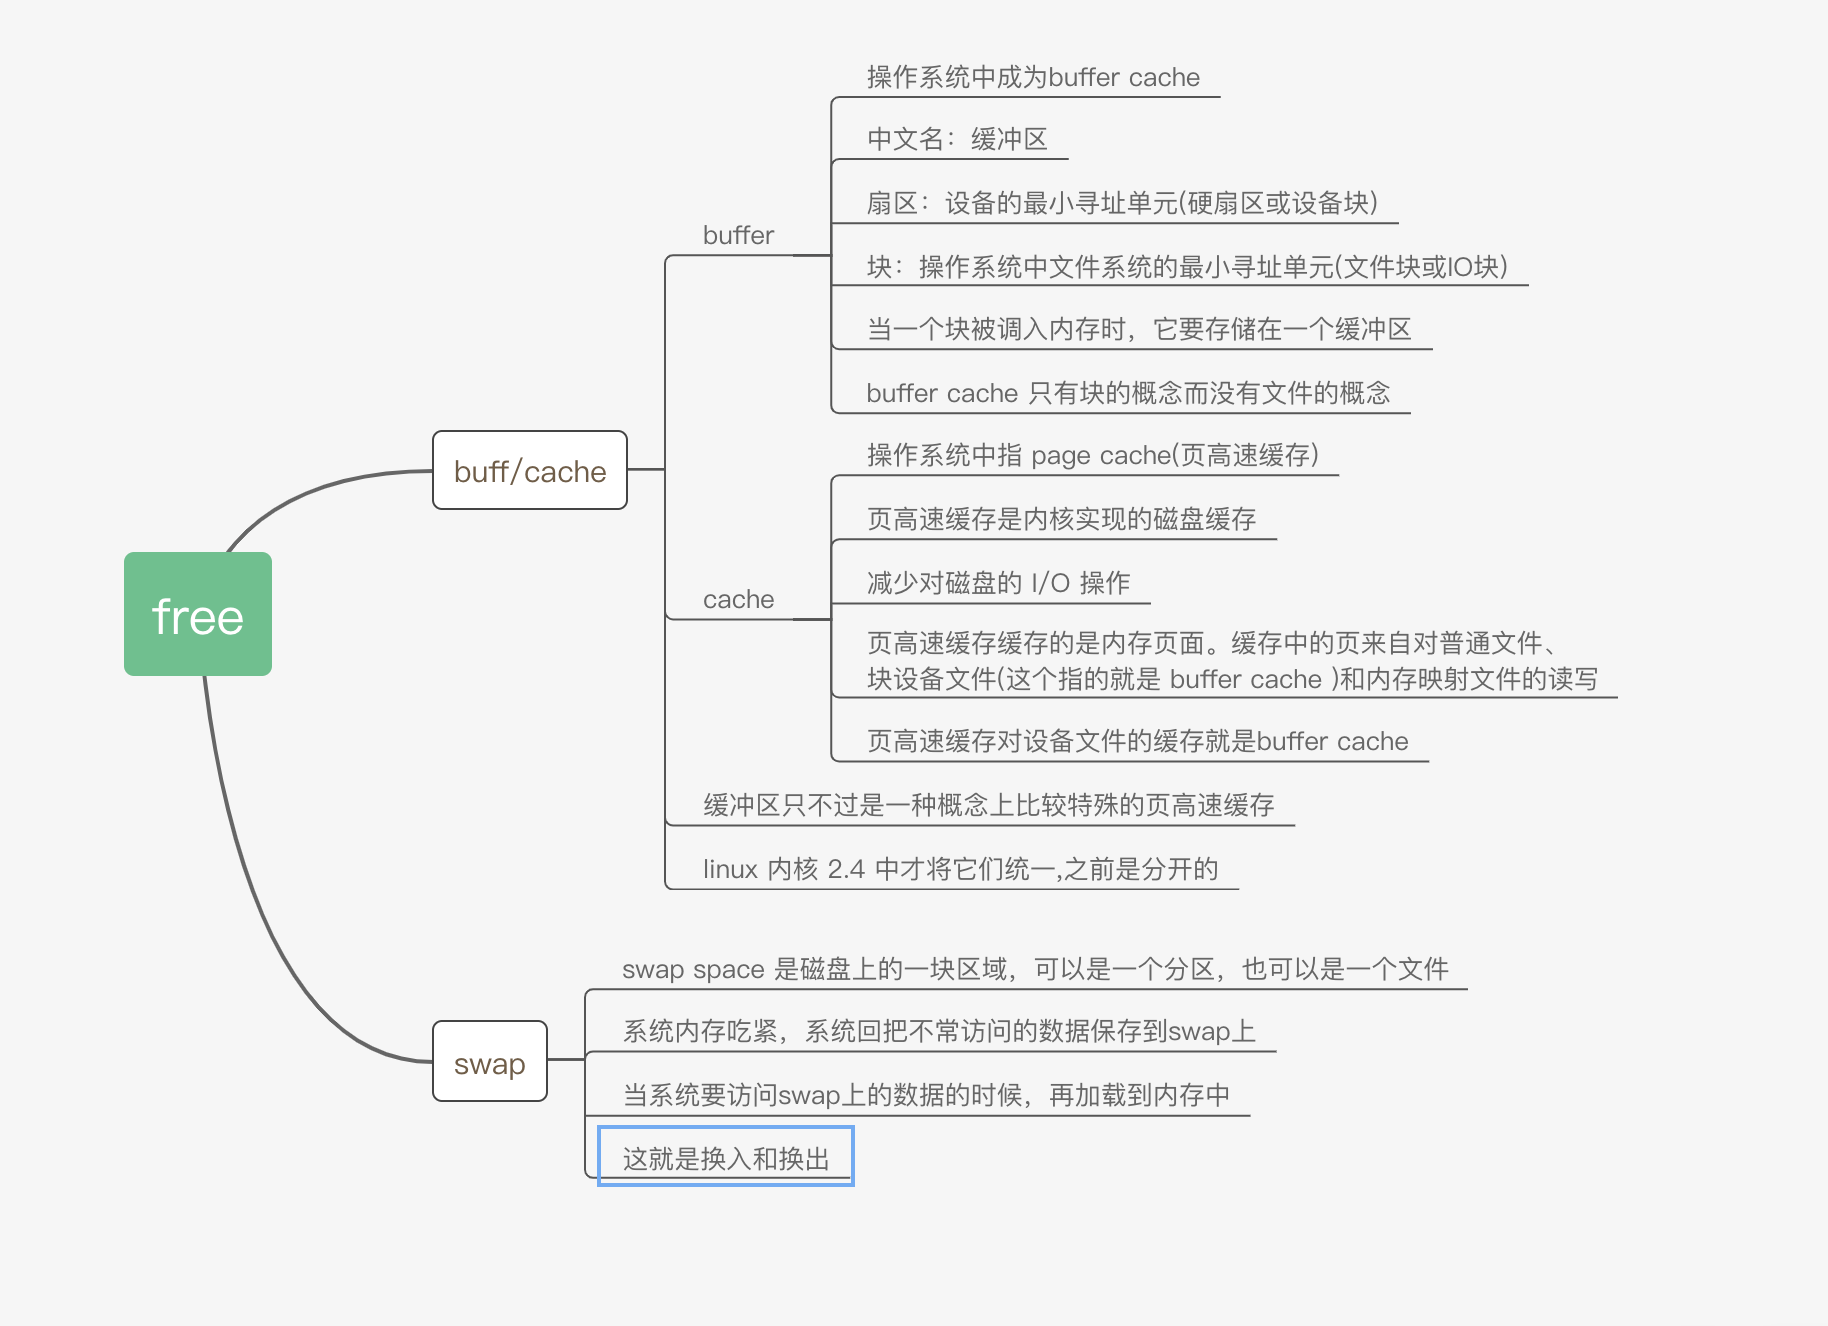 free
buff/cache
buffer
操作系统中成为buffer cache
中文名：缓冲区
扇区：设备的最小寻址单元(硬扇区或设备块)
块：操作系统中文件系统的最小寻址单元(文件块或IO块)
当一个块被调入内存时，它要存储在一个缓冲区
buffer cache 只有块的概念而没有文件的概念
cache
操作系统中指 page cache(页高速缓存)
页高速缓存是内核实现的磁盘缓存
减少对磁盘的 I/O 操作
页高速缓存缓存的是内存页面。缓存中的页来自对普通文件、
块设备文件(这个指的就是 buffer cache )和内存映射文件的读写
页高速缓存对设备文件的缓存就是buffer cache
缓冲区只不过是一种概念上比较特殊的页高速缓存
linux 内核 2.4 中才将它们统一,之前是分开的
swap
swap space 是磁盘上的一块区域，可以是一个分区，也可以是一个文件
系统内存吃紧，系统回把不常访问的数据保存到swap上
当系统要访问swap上的数据的时候，再加载到内存中
这就是换入和换出